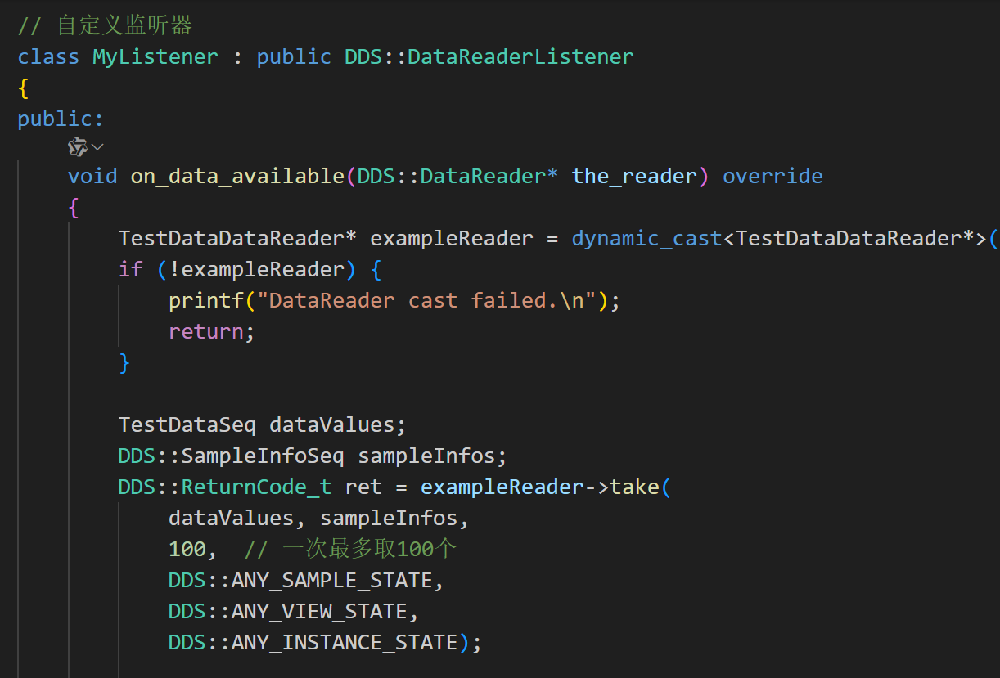 // 自定义监听器
class MyListener : public DDS::DataReaderListener
{
public:
void on_data_available(DDS::DataReader* the_reader) override
{
TestDataDataReader* exampleReader = dynamic_cast<TestDataDataReader*>(
if (!exampleReader) {
printf("DataReader cast failed.\n");
return;
}
TestDataSeq dataValues;
DDS::SampleInfoSeq sampleInfos;
DDS::ReturnCode_t ret = exampleReader->take(
dataValues, sampleInfos,
100,  // 一次最多取100个
DDS::ANY_SAMPLE_STATE,
DDS::ANY_VIEW_STATE,
DDS::ANY_INSTANCE_STATE);